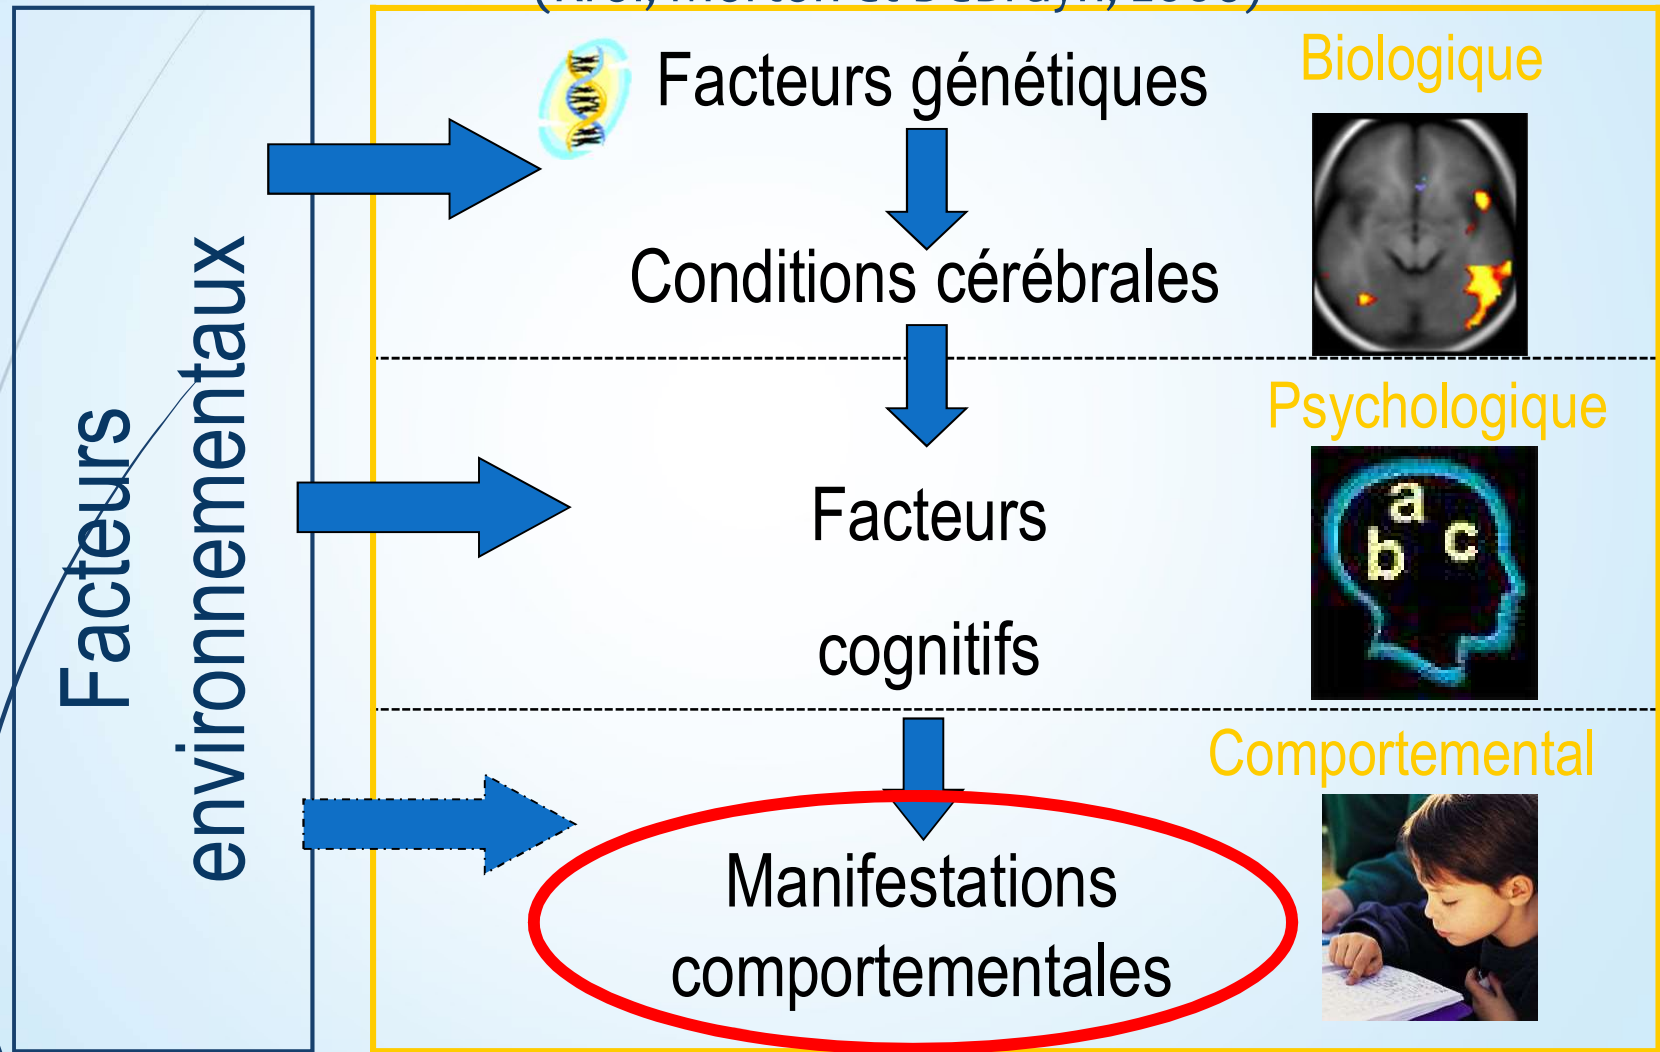 Facteurs génétiques
Biologique
Conditions cérébrales
Psychologique
a
b c
Facteurs
cognitifs
Comportemental
Manifestations
comportementales
Facteurs
environnementaux